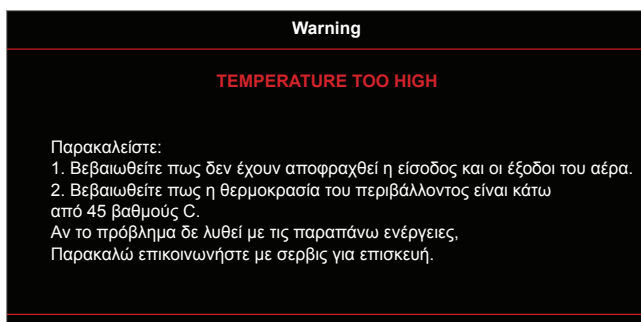 Warning
TEMPERATURE TOO HIGH
Παρακαλείστε:
1. Βεβαιωθείτε πως δεν έχουν αποφραχθεί η είσοδος και οι έξοδοι του αέρα.
2. Βεβαιωθείτε πως η θερμοκρασία του περιβάλλοντος είναι κάτω
από 45 βαθμούς C.
Αν το πρόβλημα δε λυθεί με τις παραπάνω ενέργειες,
Παρακαλώ επικοινωνήστε με σερβις για επισκευή.